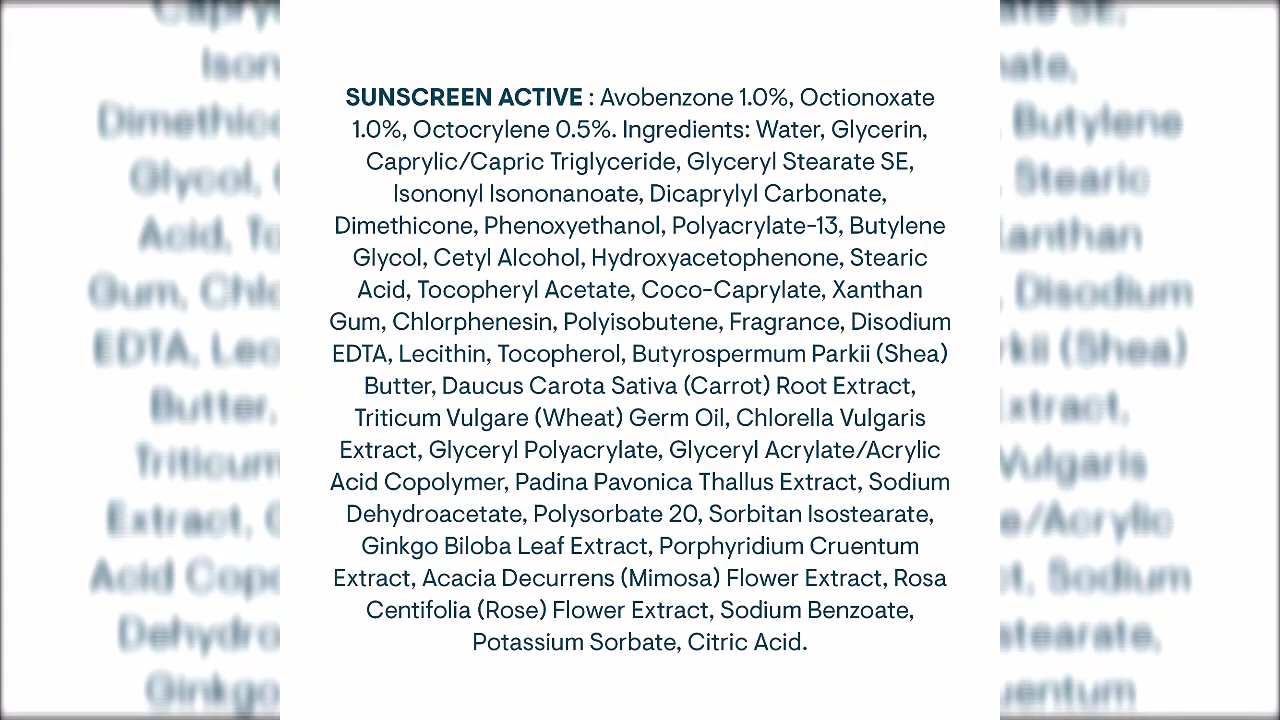 SUNSCREEN ACTIVE : Avobenzone 1.0%, Octionoxate
1.0%, Octocrylene 0.5%. Ingredients: Water, Glycerin,
Caprylic/Capric Triglyceride, Glyceryl Stearate SE,
Isononyl Isononanoate, Dicaprylyl Carbonate,
Dimethicone, Phenoxyethanol, Polyacrylate-13, Butylene
Glycol, Cetyl Alcohol, Hydroxyacetophenone, Stearic
Acid, Tocopheryl Acetate, Coco-Caprylate, Xanthan
Gum, Chlorphenesin, Polyisobutene, Fragrance, Disodium
EDTA, Lecithin, Tocopherol, Butyrospermum Parkii (Shea)
Butter, Daucus Carota Sativa (Carrot) Root Extract,
Triticum Vulgare (Wheat) Germ Oil, Chlorella Vulgaris
Extract, Glyceryl Polyacrylate, Glyceryl Acrylate/Acrylic
Acid Copolymer, Padina Pavonica Thallus Extract, Sodium
Dehydroacetate, Polysorbate 20, Sorbitan Isostearate,
Ginkgo Biloba Leaf Extract, Porphyridium Cruentum
Extract, Acacia Decurrens (Mimosa) Flower Extract, Rosa
Centifolia (Rose) Flower Extract, Sodium Benzoate,
Potassium Sorbate, Citric Acid.